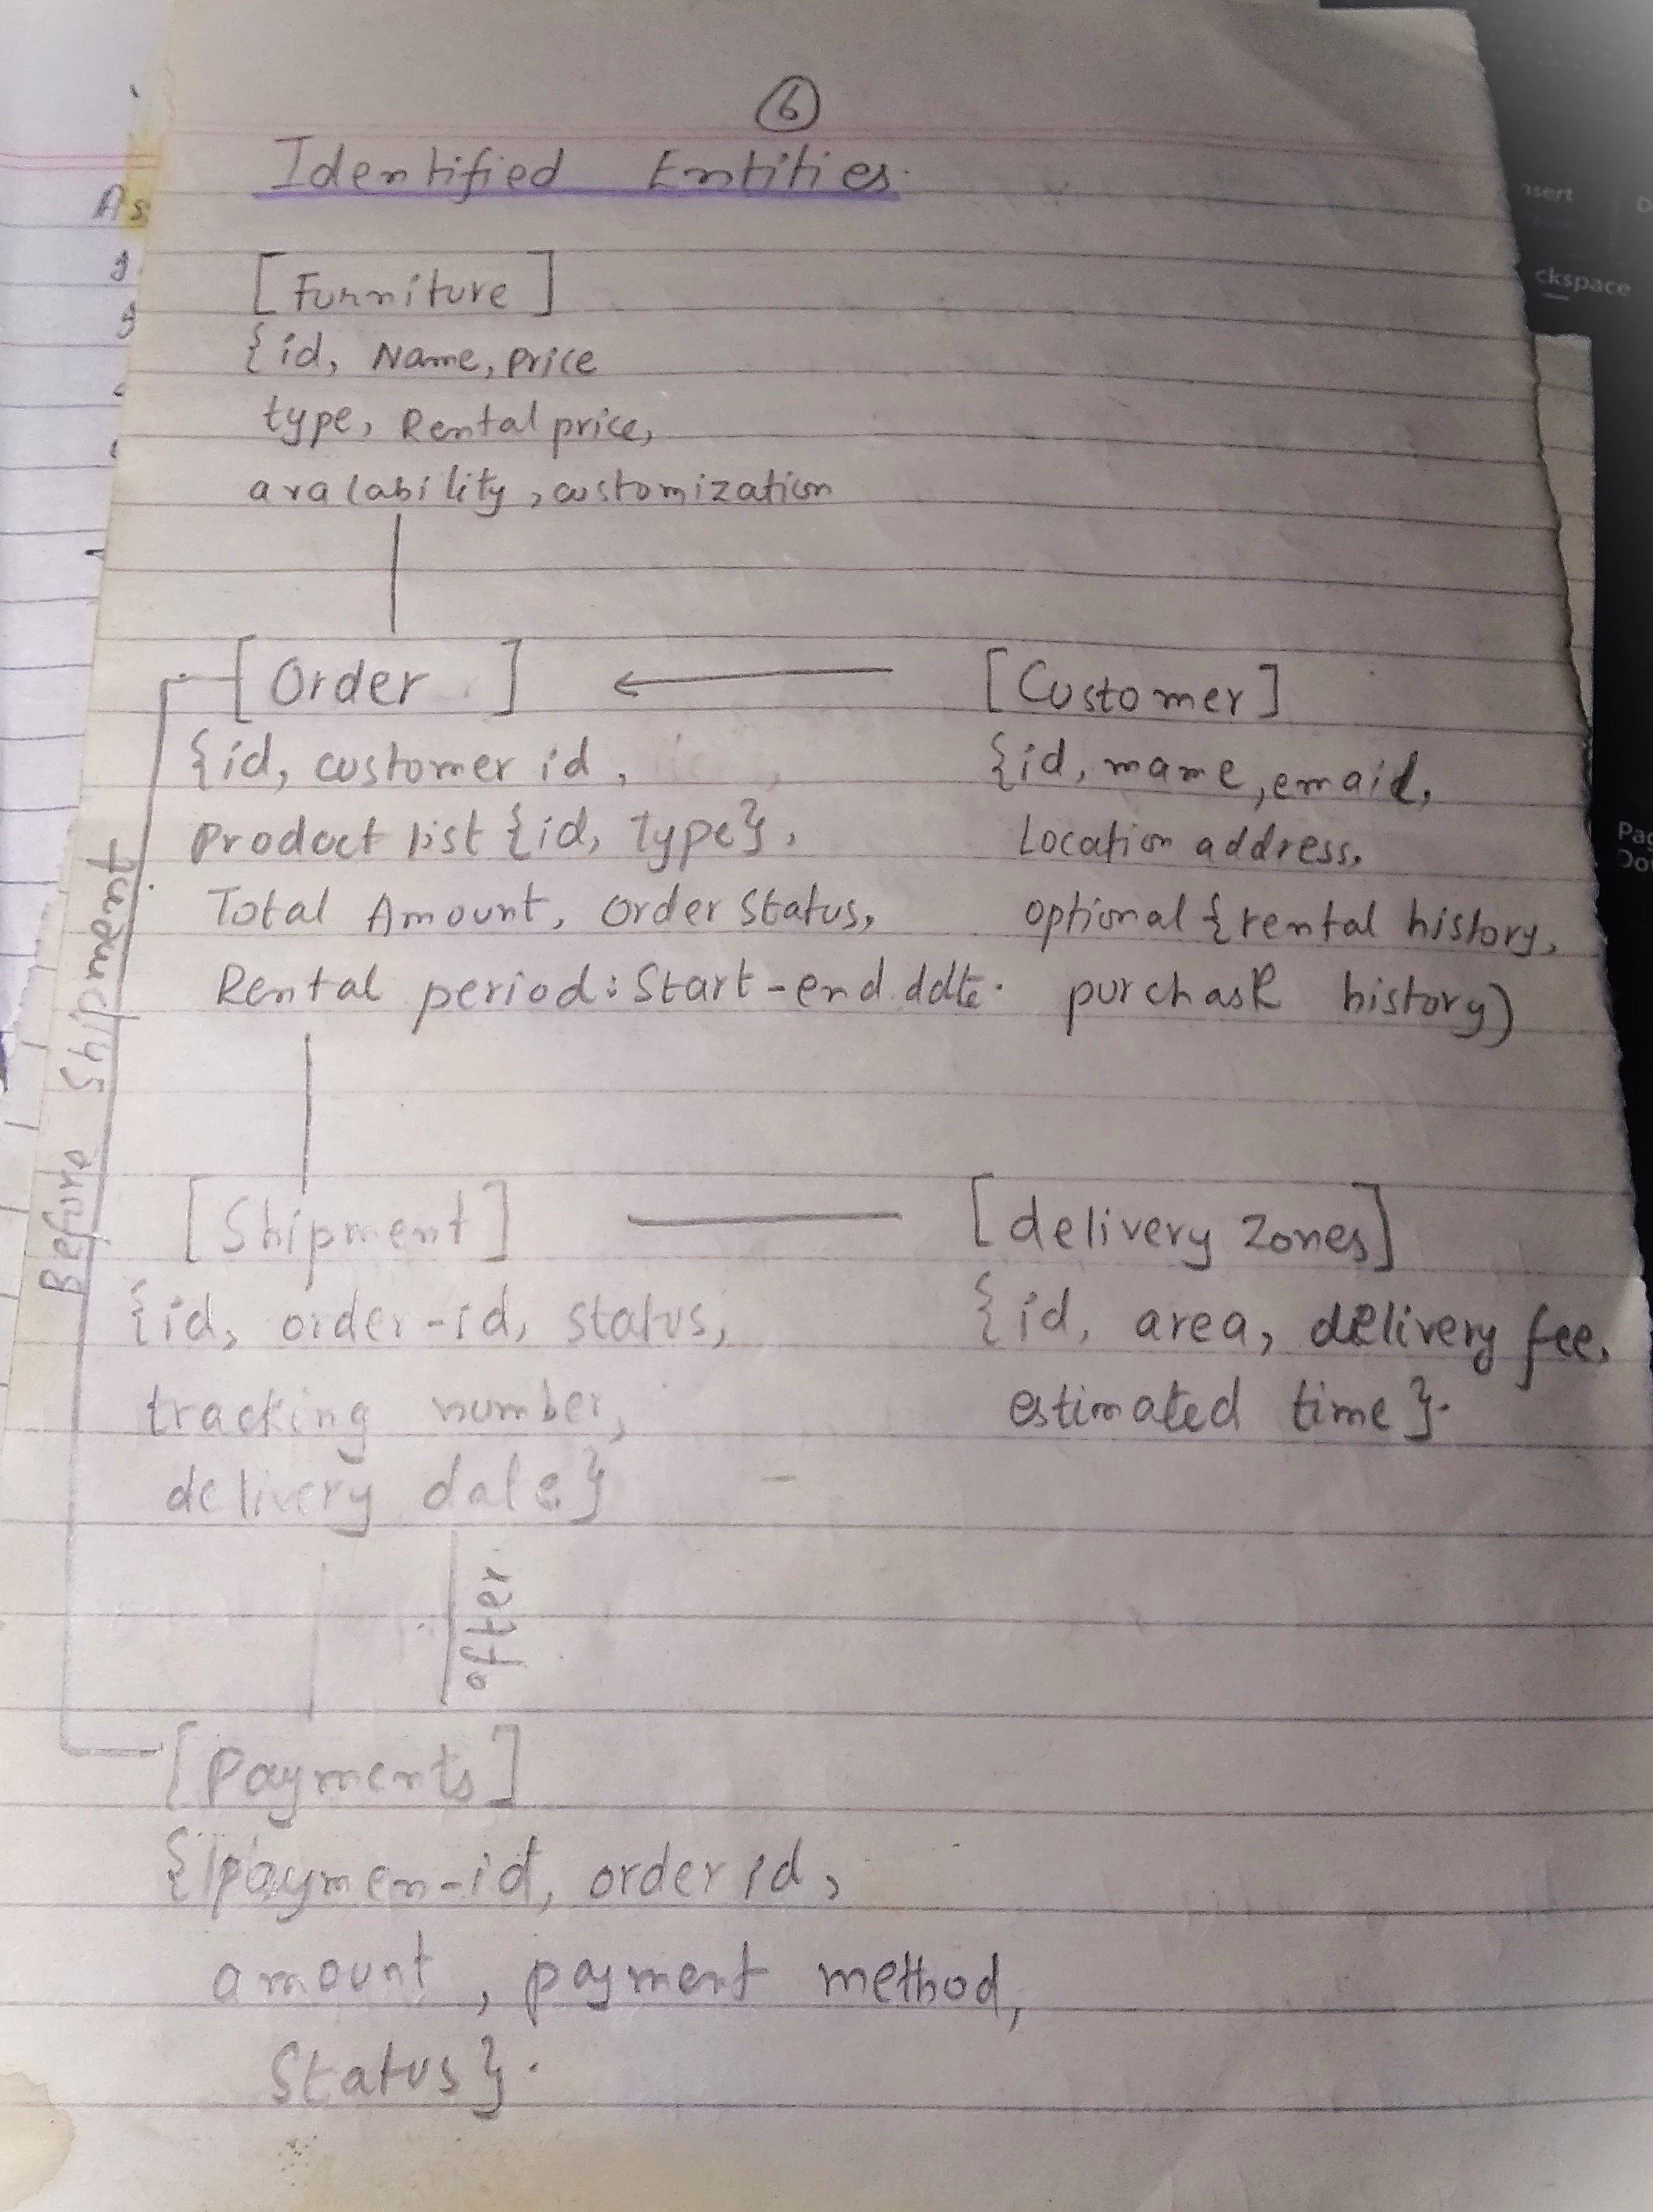 6
Identified Entities.
[Furniture]
{id, Name, price
type, Rental price,
avalability, customization
[Order] [Customer]
{id, customer id,
Product list {id, Type},
Total Amount, Order Status,
Rental period: Start-end date.
{id, name, email,
Location address,
optional {rental history,
purchase history)
Before Shipment
[Shipment] [delivery Zones]
{id, order-id, status,
tracking number,
delivery date}
{id, area, delivery fee,
estimated time}.
after
[Payments]
{paymen-id, order id,
amount, payment method,
Status}.
As
nsert
ckspace
Pag
Do